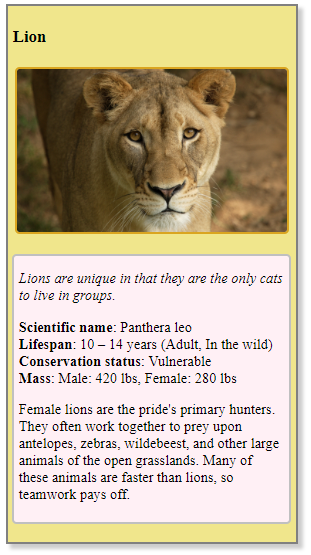 Lion
Lions are unique in that they are the only cats
to live in groups.
Scientific name: Panthera leo
Lifespan: 10 – 14 years (Adult, In the wild)
Conservation status: Vulnerable
Mass: Male: 420 lbs, Female: 280 lbs
Female lions are the pride's primary hunters.
They often work together to prey upon
antelopes, zebras, wildebeest, and other large
animals of the open grasslands. Many of
these animals are faster than lions, so
teamwork pays off.